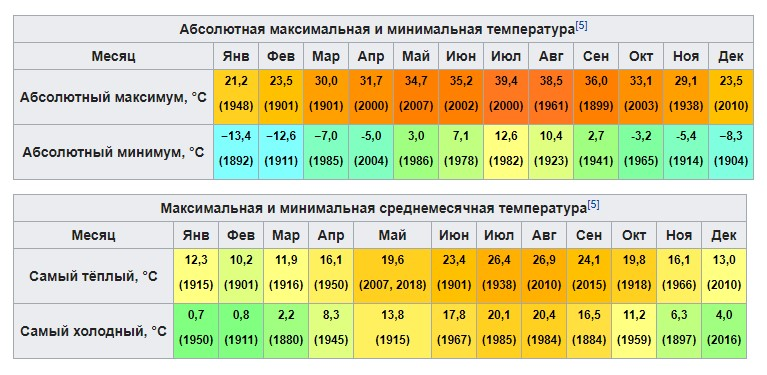 Абсолютная максимальная и минимальная температура[5]
Месяц Янв Фев Мар Апр Май Июн Июл Авг Сен Окт Ноя Дек
Абсолютный максимум, °C 21,2 (1948) 23,5 (1901) 30,0 (1901) 31,7 (2000) 34,7 (2007) 35,2 (2002) 39,4 (2000) 38,5 (1961) 36,0 (1899) 33,1 (2003) 29,1 (1938) 23,5 (2010)
Абсолютный минимум, °C −13,4 (1892) −12,6 (1911) −7,0 (1985) -5,0 (2004) 3,0 (1986) 7,1 (1978) 12,6 (1982) 10,4 (1923) 2,7 (1941) -3,2 (1965) -5,4 (1914) −8,3 (1904)
Максимальная и минимальная среднемесячная температура[5]
Месяц Янв Фев Мар Апр Май Июн Июл Авг Сен Окт Ноя Дек
Самый тёплый, °C 12,3 (1915) 10,2 (1901) 11,9 (1916) 16,1 (1950) 19,6 (2007, 2018) 23,4 (1901) 26,4 (1938) 26,9 (2010) 24,1 (2015) 19,8 (1918) 16,1 (1966) 13,0 (2010)
Самый холодный, °C 0,7 (1950) 0,8 (1911) 2,2 (1880) 8,3 (1945) 13,8 (1915) 17,8 (1967) 20,1 (1985) 20,4 (1984) 16,5 (1884) 11,2 (1959) 6,3 (1897) 4,0 (2016)